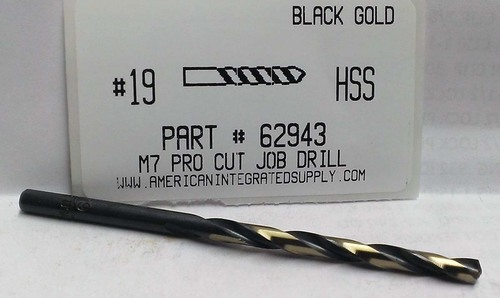 BLACK GOLD
#19 HSS
PART # 62943
M7 PRO CUT JOB DRILL
WWW.AMERICANINTEGRATEDSUPPLY.COM